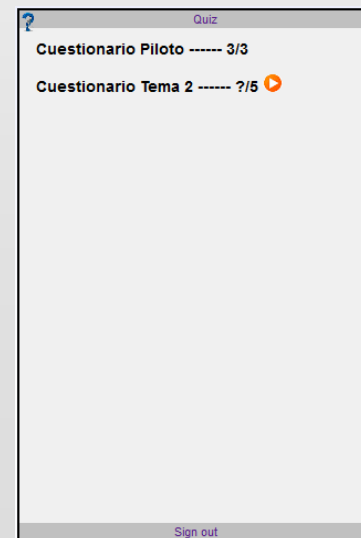 Quiz
Cuestionario Piloto ------ 3/3
Cuestionario Tema 2 ------ ?/5
Sign out